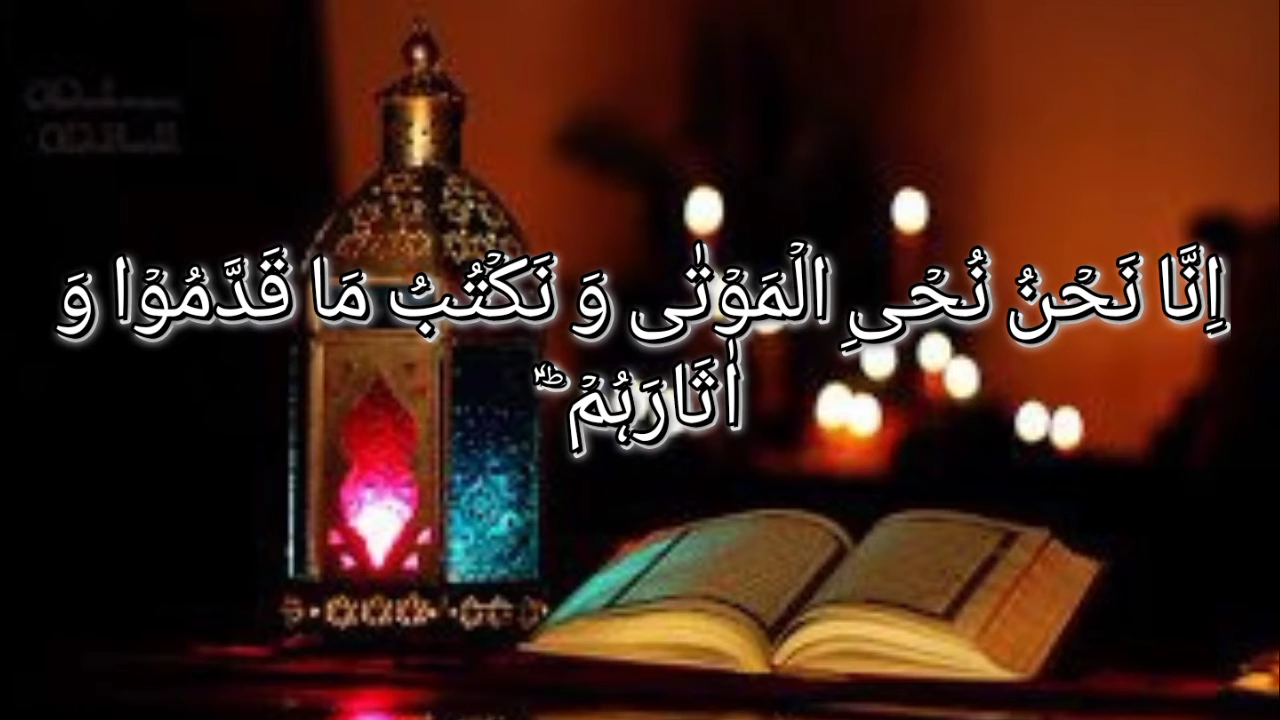 اِنَّا نَحْنُ نُحْیِ الْمَوْتٰی وَ نَكْتُبُ مَا قَدَّمُوْا وَ
اٰثَارَہُمْ ؕؔ